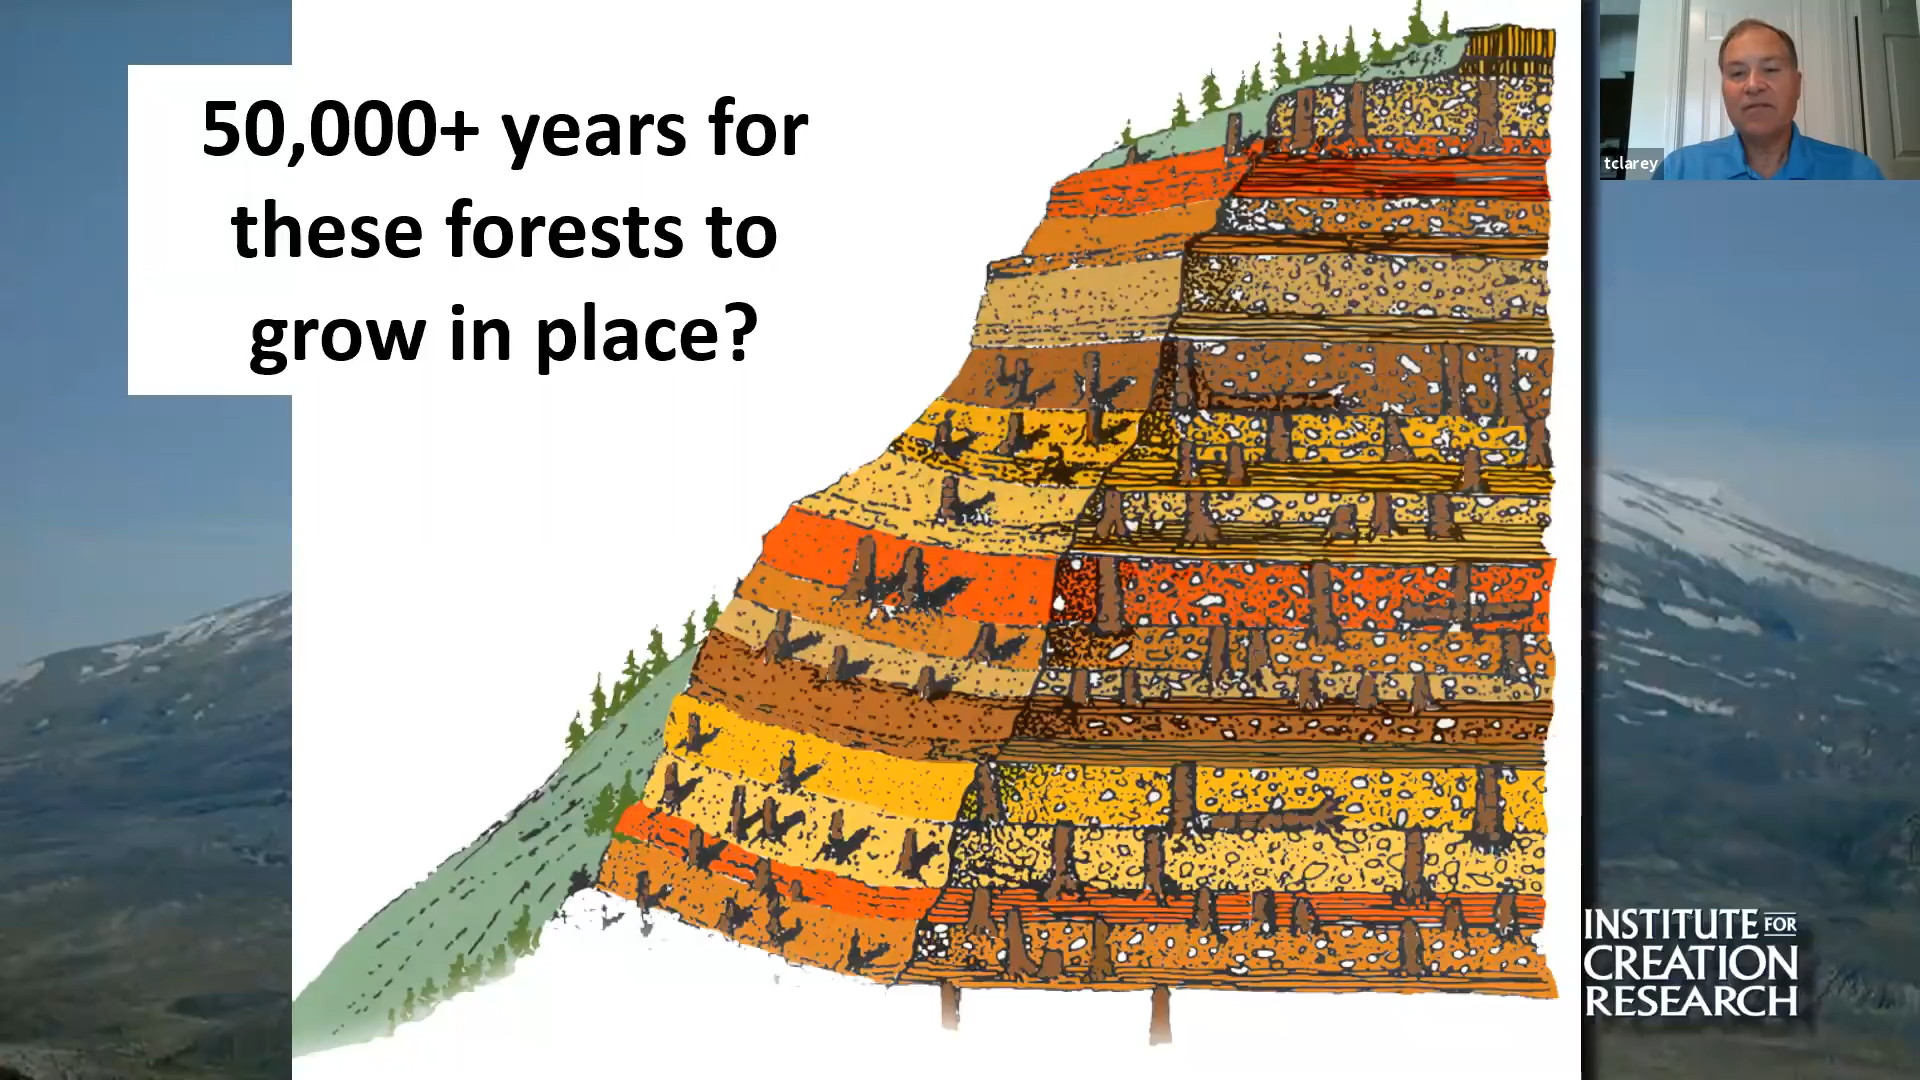 50,000+ years for
these forests to
grow in place?
tclarey
INSTITUTE FOR
CREATION
RESEARCH